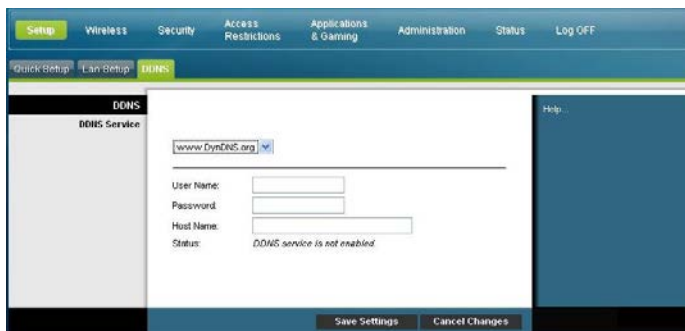 Setup Wireless Security Access Restrictions Applications & Gaming Administration Status Log OFF
Quick Setup Lan Setup DDNS
DDNS
DDNS Service
Help...
www.DynDNS.org
User Name:
Password:
Host Name:
Status: DDNS service is not enabled
Save Settings Cancel Changes